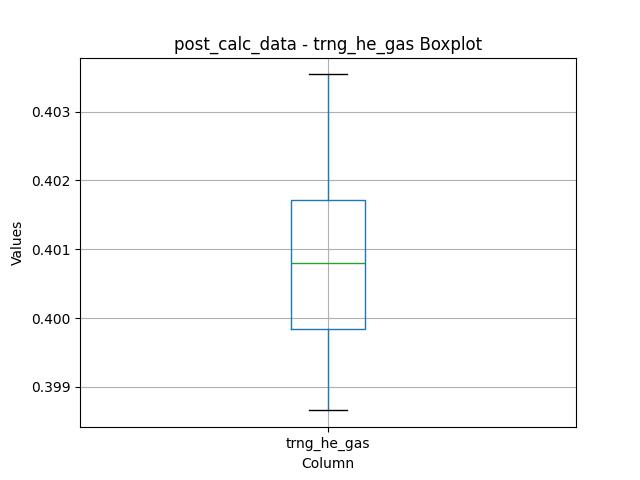 post_calc_data - trng_he_gas Boxplot
0.403
0.402
0.401
0.400
0.399
Values
trng_he_gas
Column